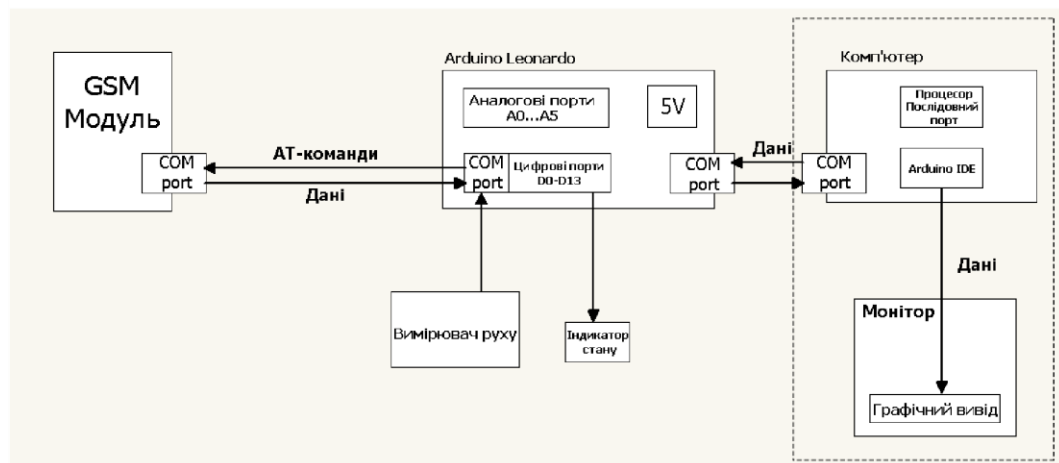 GSM
Модуль
COM
port
АТ-команди
Дані
Arduino Leonardo
Аналогові порти
A0...A5
5V
COM
port
Цифрові порти
D0-D13
COM
port
Вимірювач руху
Індикатор
стану
Дані
Комп'ютер
Процесор
Послідовний
порт
COM
port
Arduino IDE
Дані
Монітор
Графічний вивід